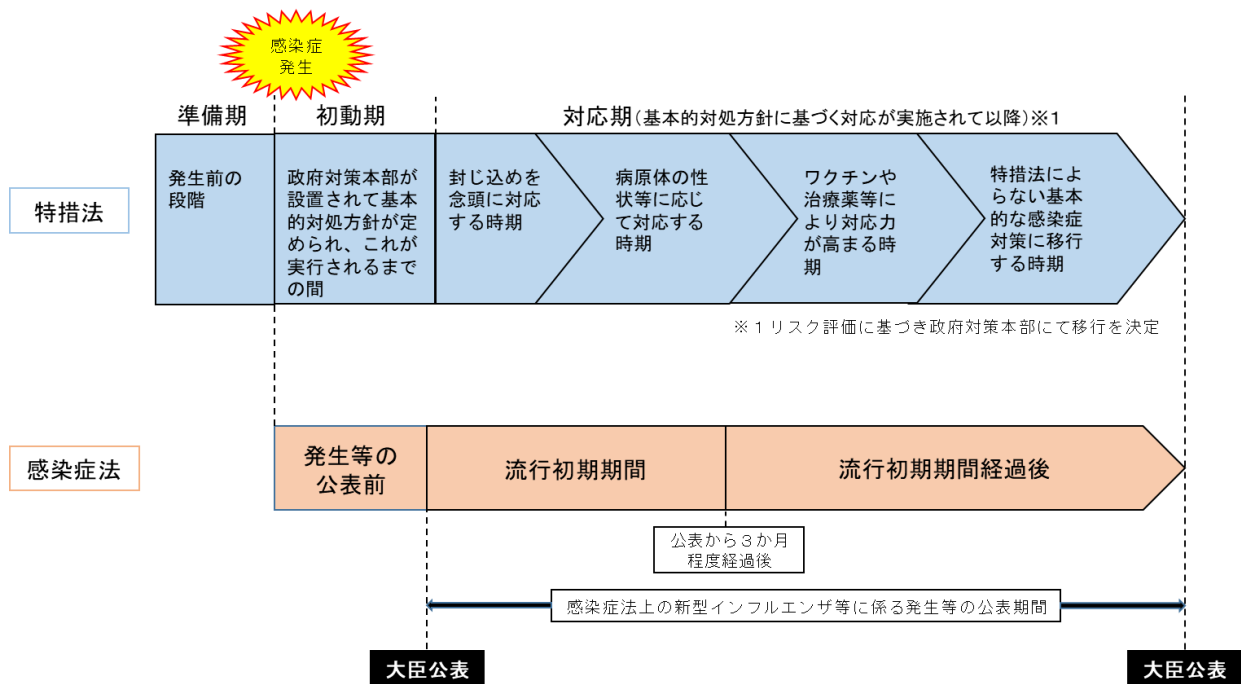 感染症
発生
準備期
初動期
対応期(基本的対処方針に基づく対応が実施されて以降)※1
特措法
発生前の
段階
政府対策本部が
設置されて基本
的対処方針が定
められ、これが
実行されるまで
の間
封じ込めを
念頭に対応
する時期
病原体の性
状等に応じ
て対応する
時期
ワクチンや
治療薬等に
より対応力
が高まる時
期
特措法によ
らない基本
的な感染症
対策に移行
する時期
※1リスク評価に基づき政府対策本部にて移行を決定
感染症法
発生等の
公表前
流行初期期間
流行初期期間経過後
公表から3か月
程度経過後
感染症法上の新型インフルエンザ等に係る発生等の公表期間
大臣公表
大臣公表